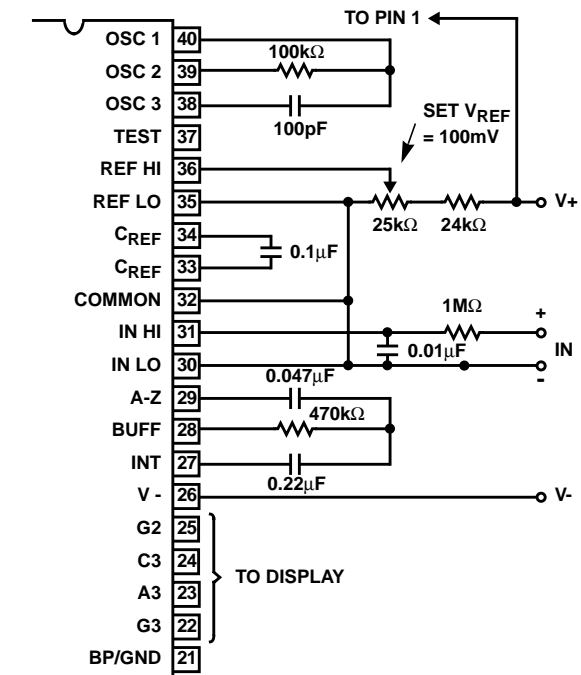 TO PIN 1
OSC 1 40
100kΩ
OSC 2 39
OSC 3 38
100pF
SET VREF
= 100mV
TEST 37
REF HI 36
REF LO 35
V+
25kΩ 24kΩ
CREF 34
0.1µF
CREF 33
COMMON 32
1MΩ
+
IN HI 31
0.01µF
IN
IN LO 30
-
0.047µF
A-Z 29
470kΩ
BUFF 28
INT 27
0.22µF
V - 26
V-
G2 25
C3 24
TO DISPLAY
A3 23
G3 22
BP/GND 21